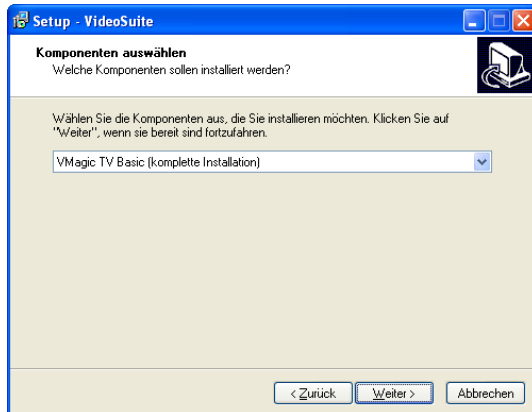 Setup - VideoSuite
Komponenten auswählen
Welche Komponenten sollen installiert werden?
Wählen Sie die Komponenten aus, die Sie installieren möchten. Klicken Sie auf
"Weiter", wenn sie bereit sind fortzufahren.
VMagic TV Basic (komplette Installation)
< Zurück Weiter > Abbrechen